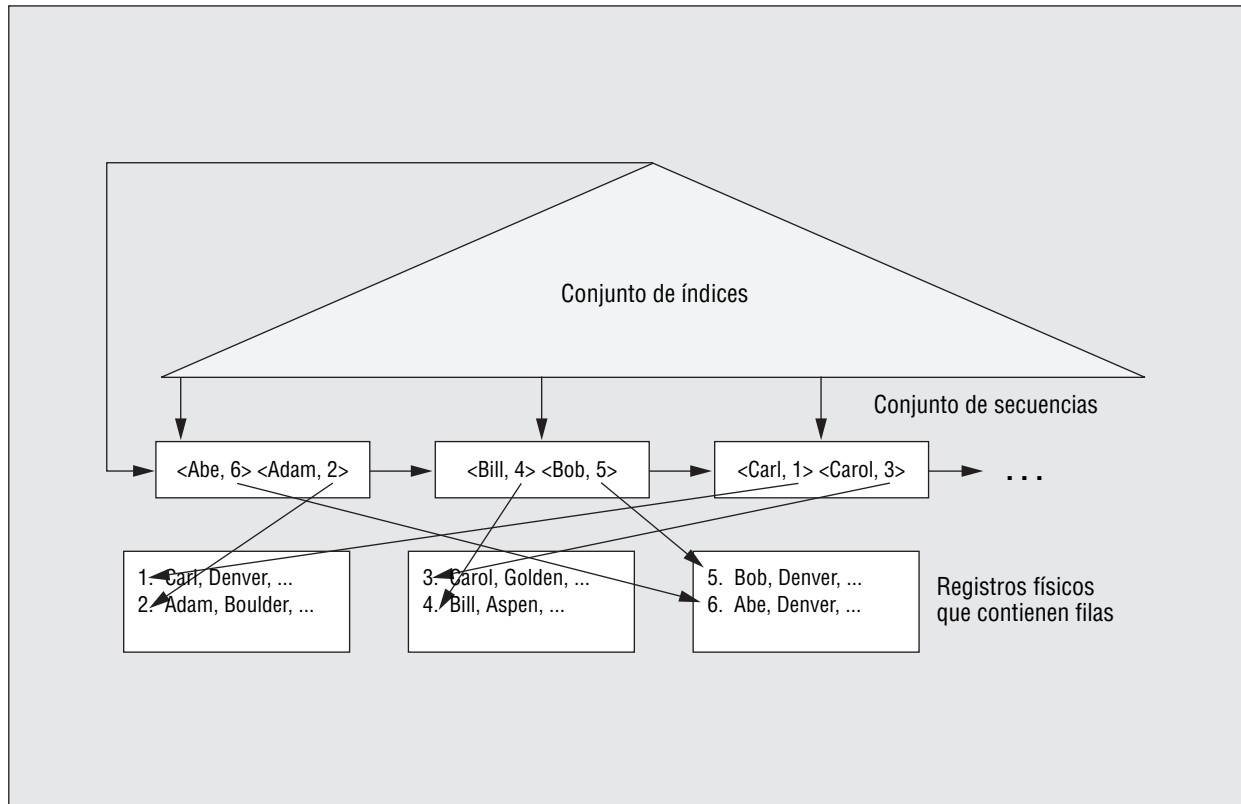 Conjunto de índices
Conjunto de secuencias
<Abe, 6> <Adam, 2>
<Bill, 4> <Bob, 5>
<Carl, 1> <Carol, 3>
. . .
1. Carl, Denver, ...
2. Adam, Boulder, ...
3. Carol, Golden, ...
4. Bill, Aspen, ...
5. Bob, Denver, ...
6. Abe, Denver, ...
Registros físicos
que contienen filas